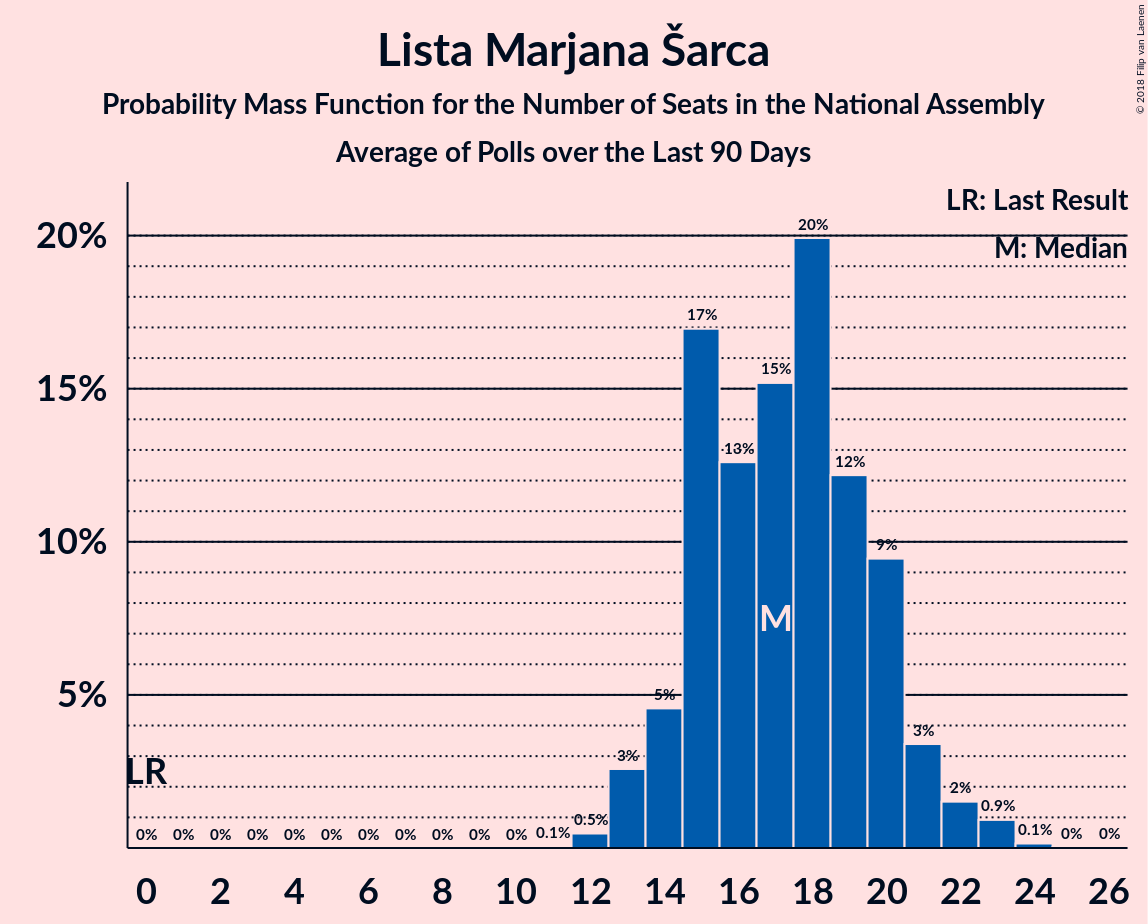 Lista Marjana Šarca
Probability Mass Function for the Number of Seats in the National Assembly
Average of Polls over the Last 90 Days
© 2018 Filip van Laenen
LR: Last Result
M: Median
20%
15%
10%
5%
LR
M
0% 0% 0% 0% 0% 0% 0% 0% 0% 0% 0% 0.1% 0.5% 3% 5% 17% 13% 15% 20% 12% 9% 3% 2% 0.9% 0.1% 0% 0%
0 2 4 6 8 10 12 14 16 18 20 22 24 26